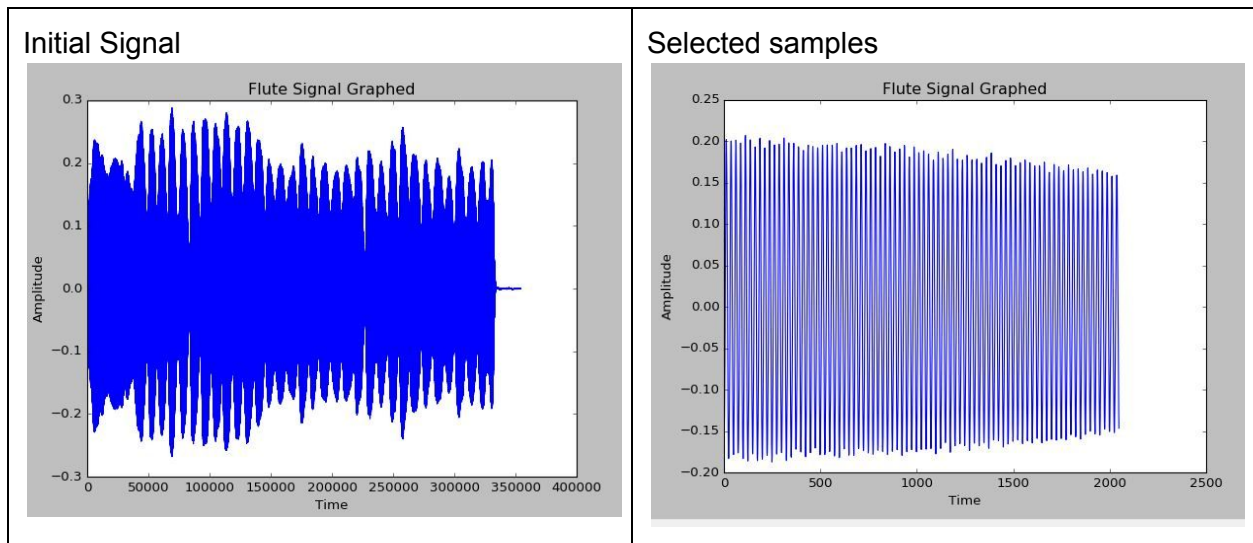 Initial Signal
Flute Signal Graphed
Amplitude
0.3
0.2
0.1
0.0
−0.1
−0.2
−0.3
0 50000 100000 150000 200000 250000 300000 350000 400000
Time
Selected samples
Flute Signal Graphed
Amplitude
0.25
0.20
0.15
0.10
0.05
0.00
−0.05
−0.10
−0.15
−0.20
0 500 1000 1500 2000 2500
Time